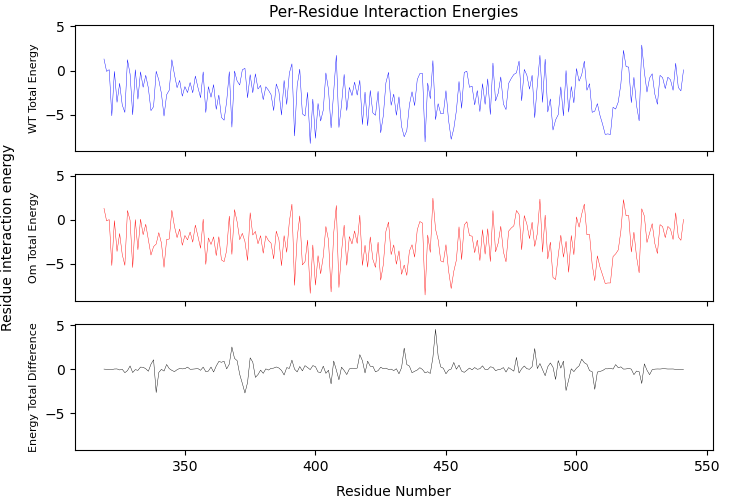 Per-Residue Interaction Energies
Residue interaction energy
WT Total Energy
5
0
−5
Om Total Energy
5
0
−5
Energy Total Difference
5
0
−5
350 400 450 500 550
Residue Number